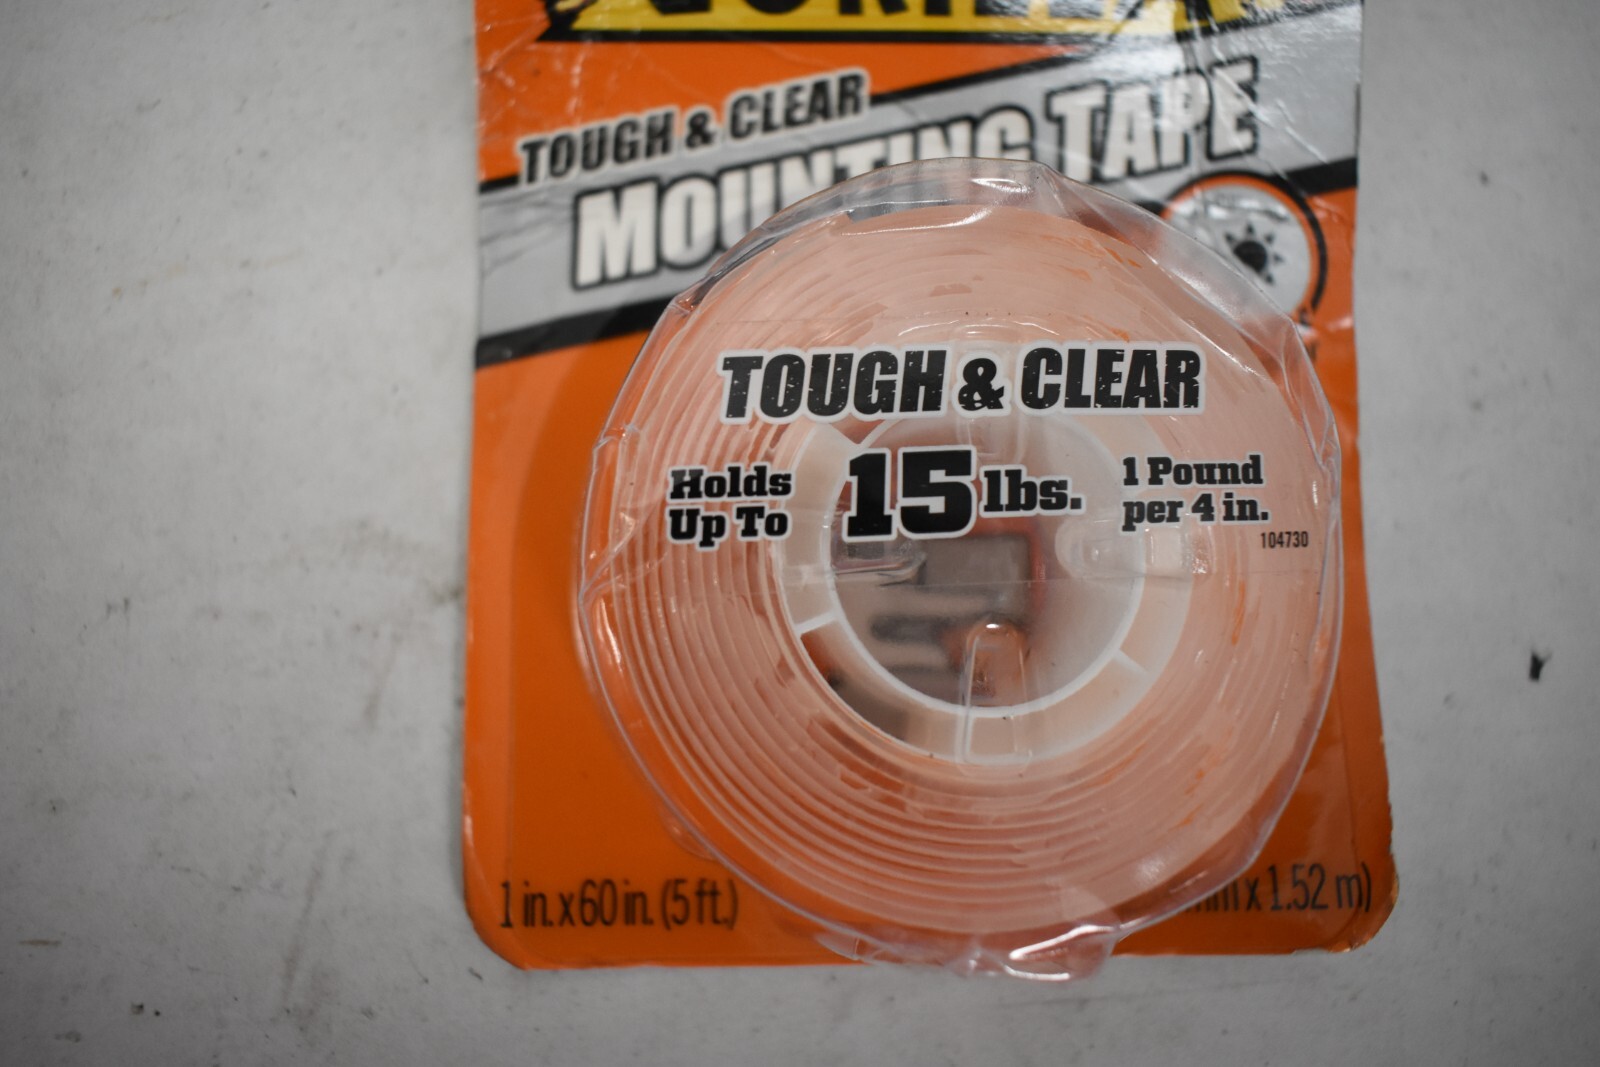 TOUGH & CLEAR
MOUNTING TAPE
TOUGH & CLEAR
Holds Up To
15 lbs.
1 Pound per 4 in.
104730
1 in. x 60 in. (5 ft.)
x 1.52 m)